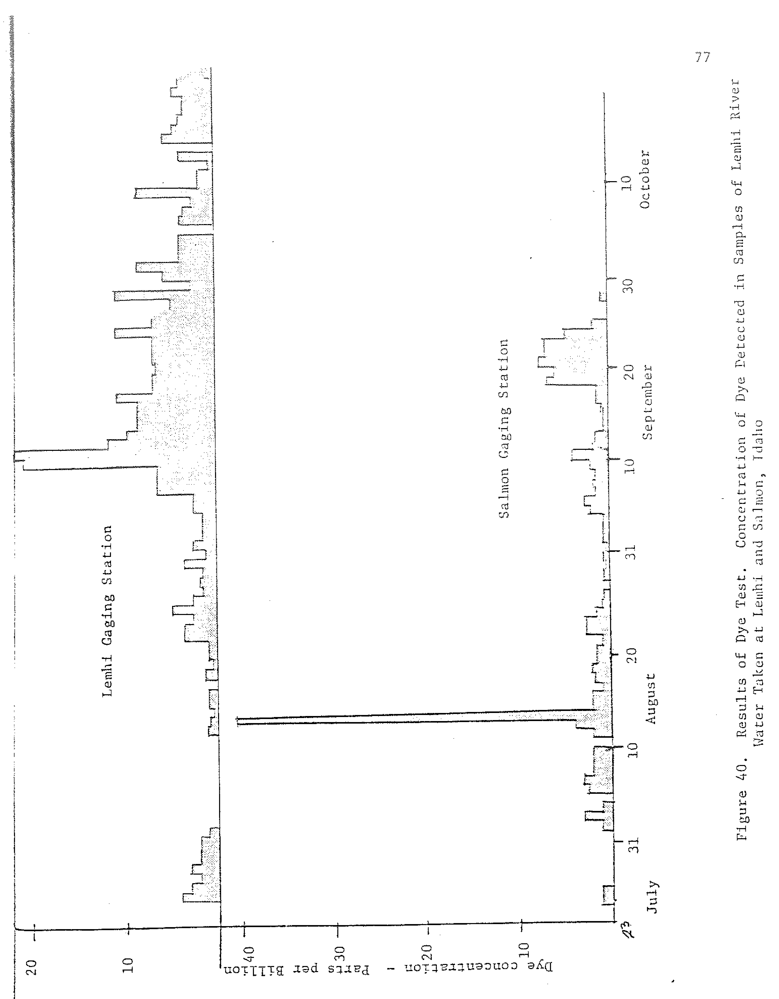 77
Lemhi Gaging Station
20
10
Salmon Gaging Station
40
30
20
10
Dye concentration - Parts per Billion
23
31
10
20
31
10
20
30
10
July
August
September
October
Figure 40. Results of Dye Test. Concentration of Dye Detected in Samples of Lemhi River
Water Taken at Lemhi and Salmon, Idaho